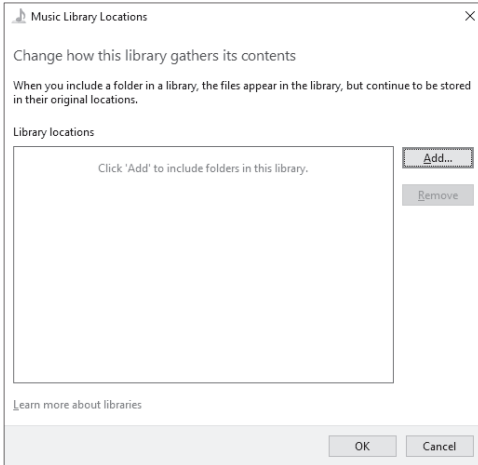 Music Library Locations
Change how this library gathers its contents
When you include a folder in a library, the files appear in the library, but continue to be stored
in their original locations.
Library locations
Click 'Add' to include folders in this library.
Add...
Remove
Learn more about libraries
OK
Cancel